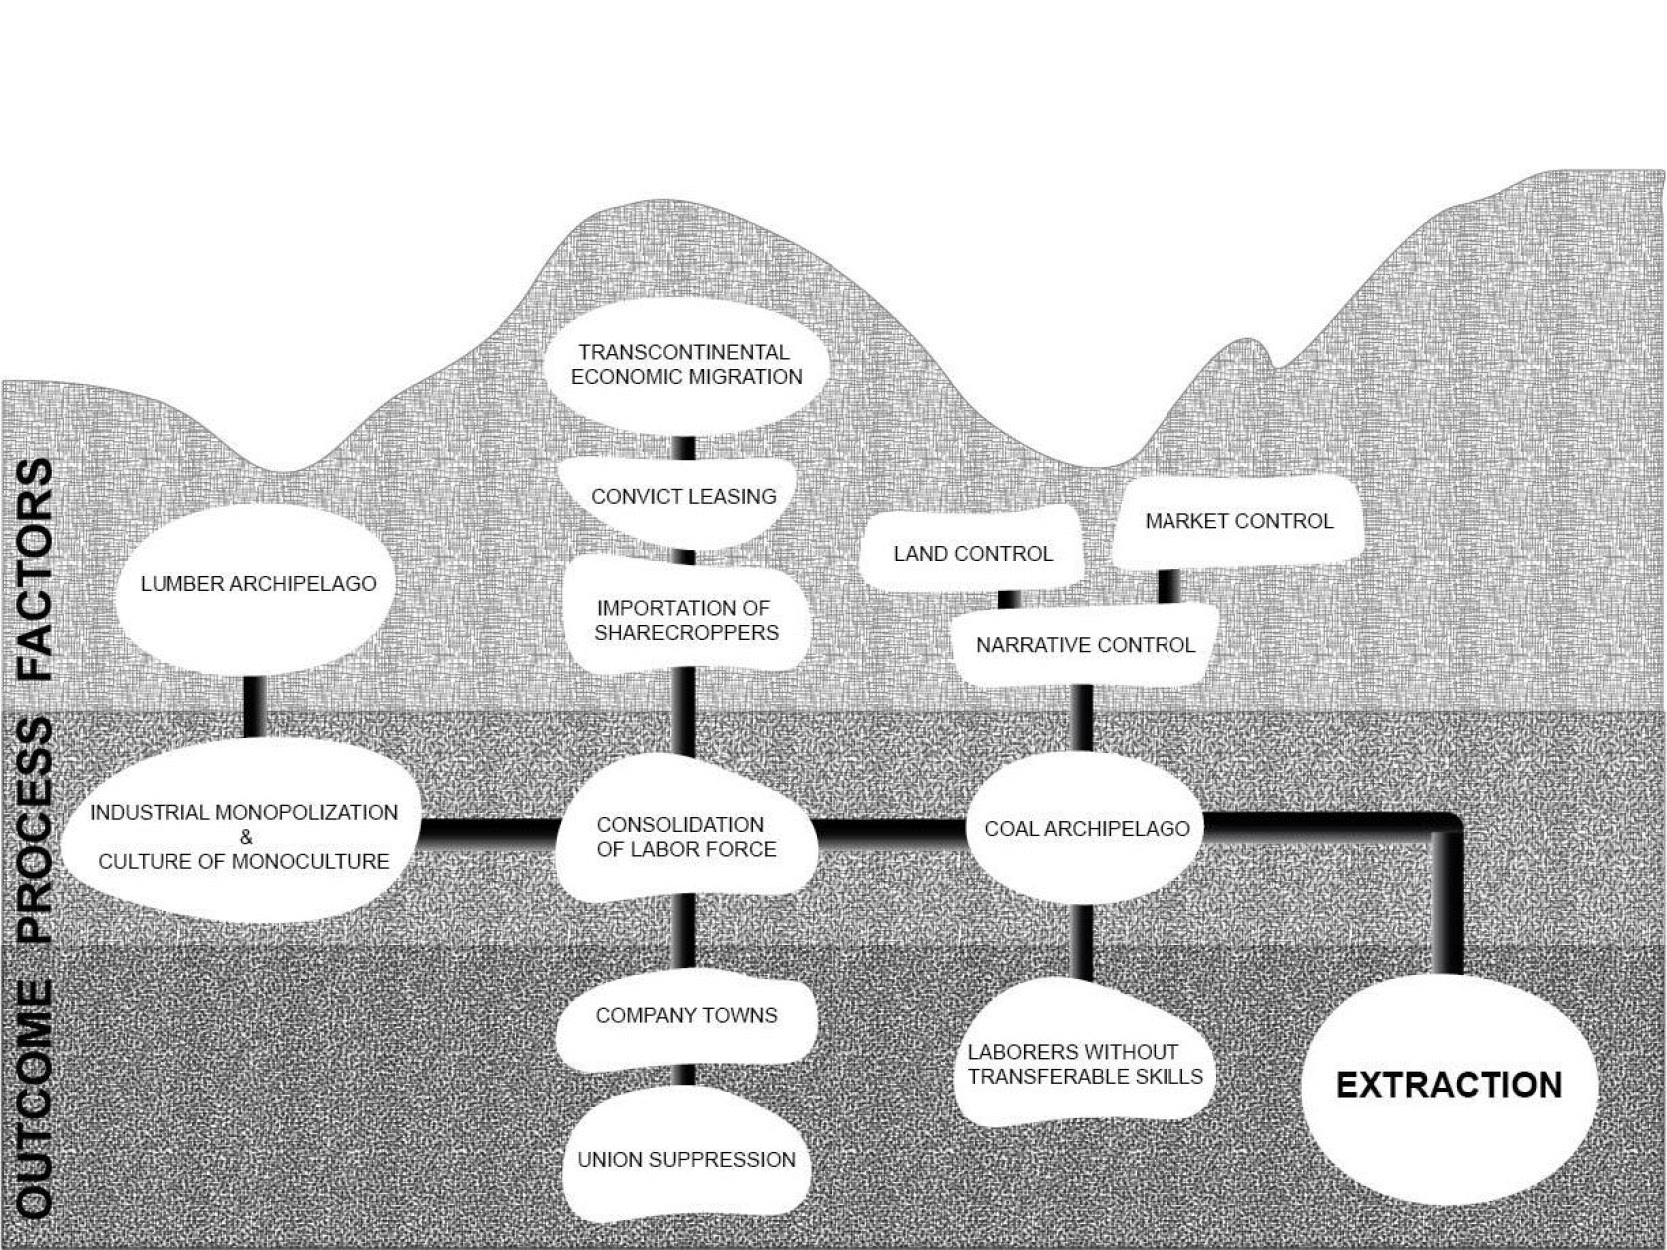 FACTORS
PROCESS
OUTCOME
TRANSCONTINENTAL
ECONOMIC MIGRATION
CONVICT LEASING
IMPORTATION OF
SHARECROPPERS
LUMBER ARCHIPELAGO
LAND CONTROL
MARKET CONTROL
NARRATIVE CONTROL
INDUSTRIAL MONOPOLIZATION
&
CULTURE OF MONOCULTURE
CONSOLIDATION
OF LABOR FORCE
COAL ARCHIPELAGO
COMPANY TOWNS
UNION SUPPRESSION
LABORERS WITHOUT
TRANSFERABLE SKILLS
EXTRACTION